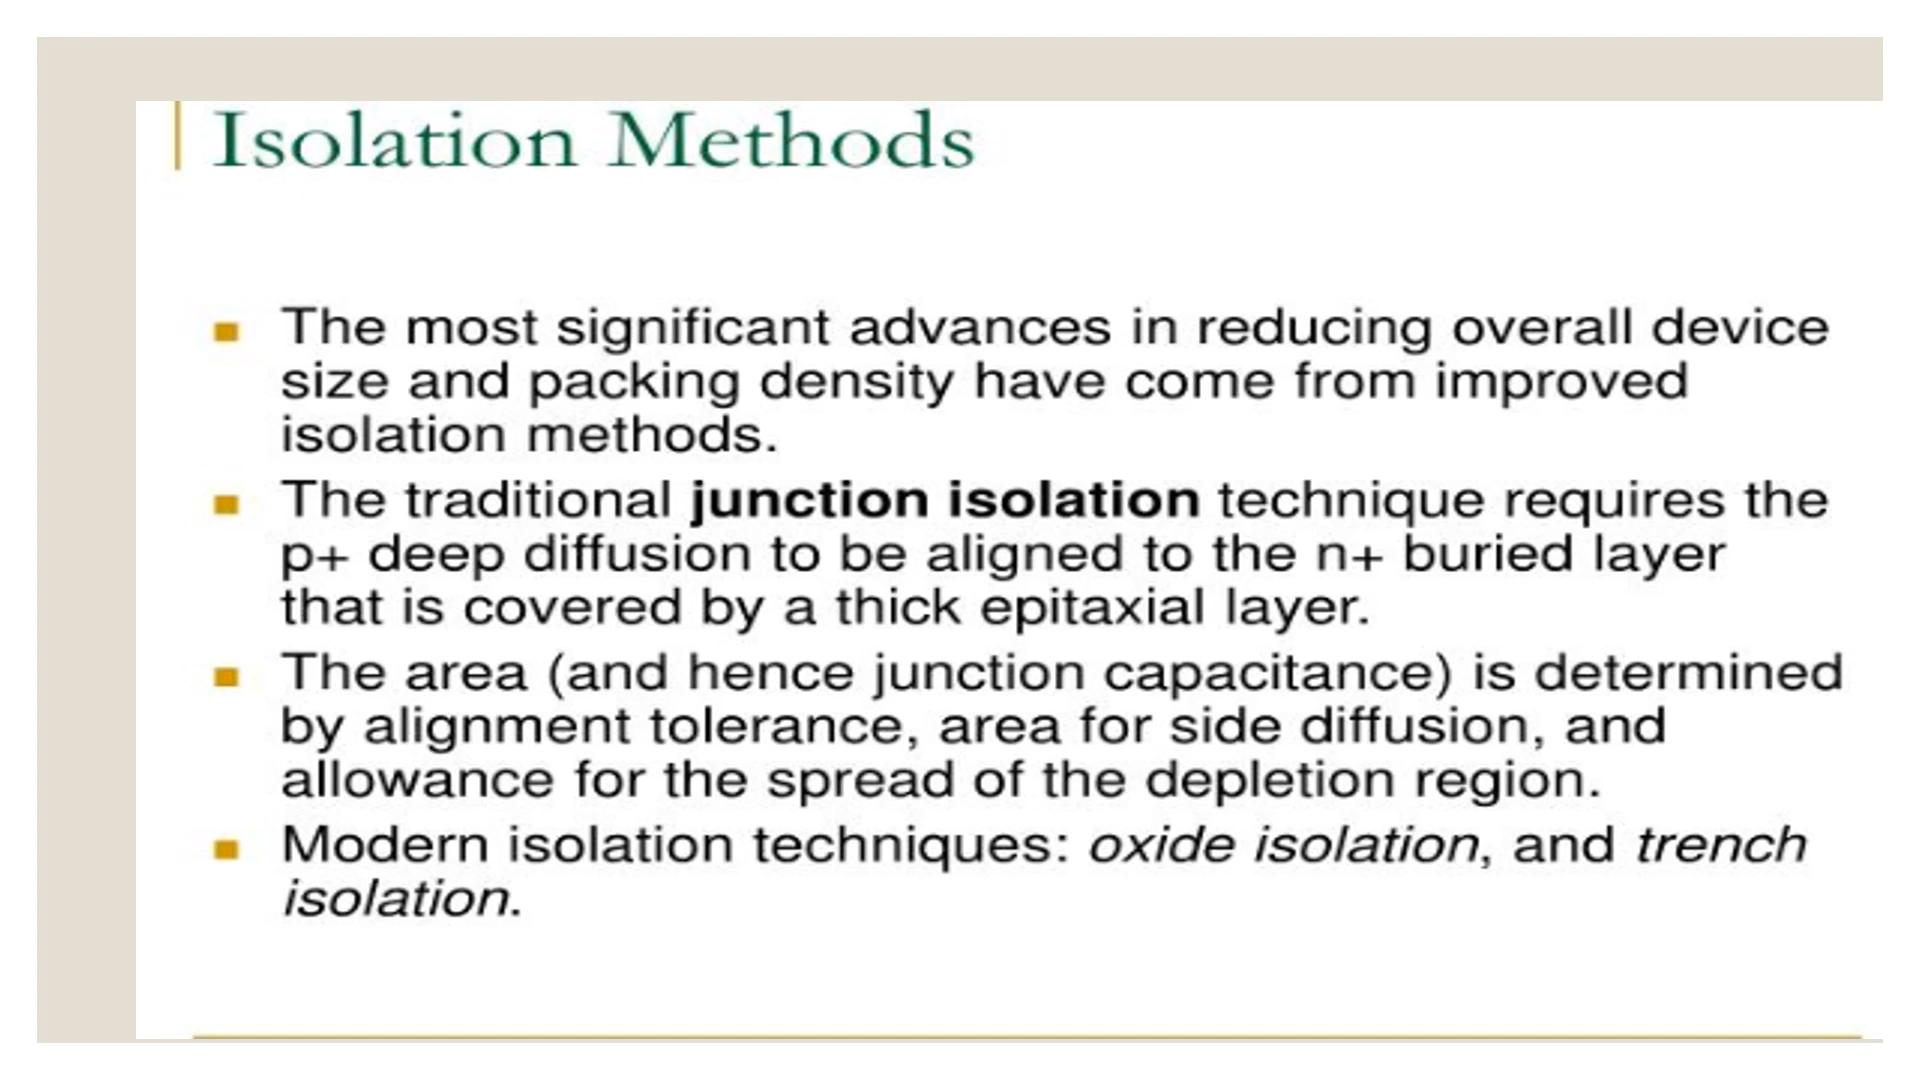 Isolation Methods
The most significant advances in reducing overall device
size and packing density have come from improved
isolation methods.
The traditional junction isolation technique requires the
p+ deep diffusion to be aligned to the n+ buried layer
that is covered by a thick epitaxial layer.
The area (and hence junction capacitance) is determined
by alignment tolerance, area for side diffusion, and
allowance for the spread of the depletion region.
Modern isolation techniques: oxide isolation, and trench
isolation.